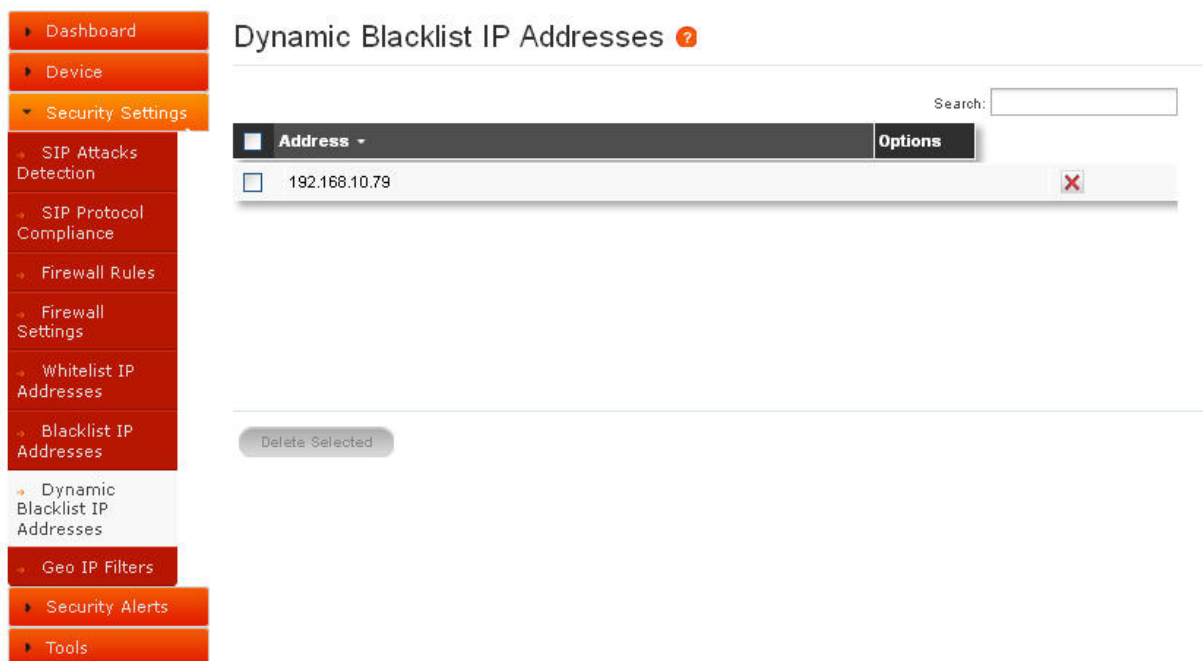 Dashboard
Device
Security Settings
SIP Attacks
Detection
SIP Protocol
Compliance
Firewall Rules
Firewall
Settings
Whitelist IP
Addresses
Blacklist IP
Addresses
Dynamic
Blacklist IP
Addresses
Geo IP Filters
Security Alerts
Tools
Dynamic Blacklist IP Addresses ?
Search:
Address Options
192.168.10.79
Delete Selected